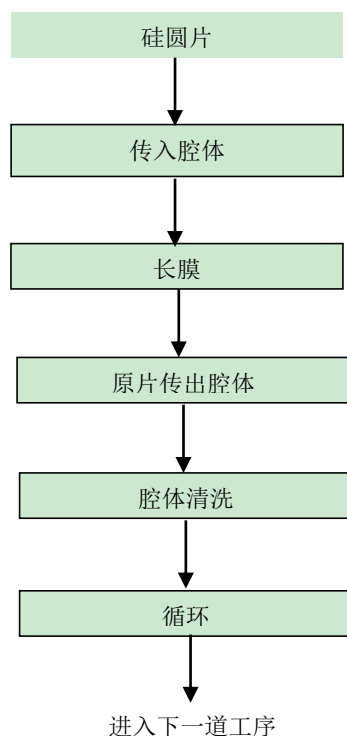 硅圆片
传入腔体
长膜
原片传出腔体
腔体清洗
循环
进入下一道工序